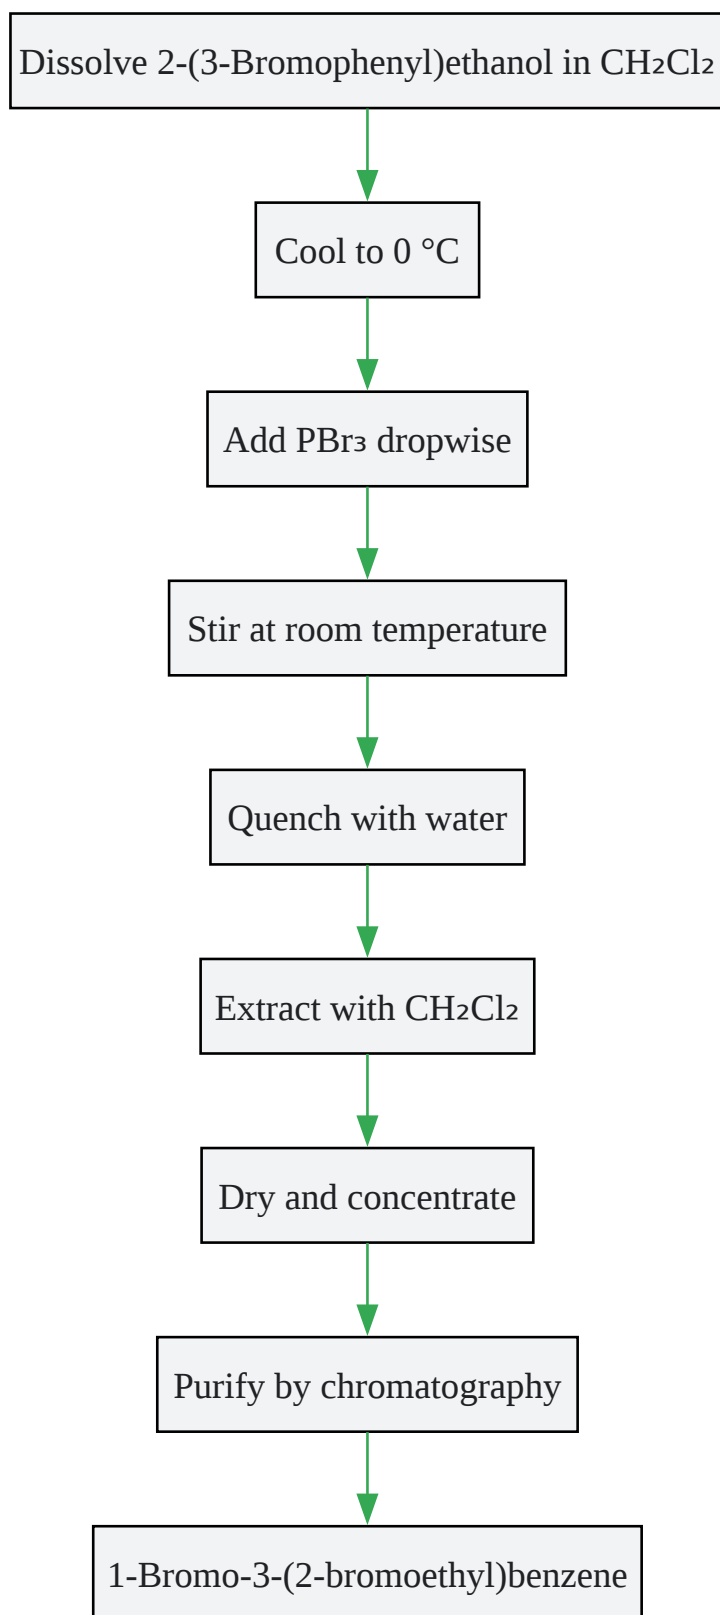 Dissolve 2-(3-Bromophenyl)ethanol in CH₂Cl₂
Cool to 0 °C
Add PBr₃ dropwise
Stir at room temperature
Quench with water
Extract with CH₂Cl₂
Dry and concentrate
Purify by chromatography
1-Bromo-3-(2-bromoethyl)benzene